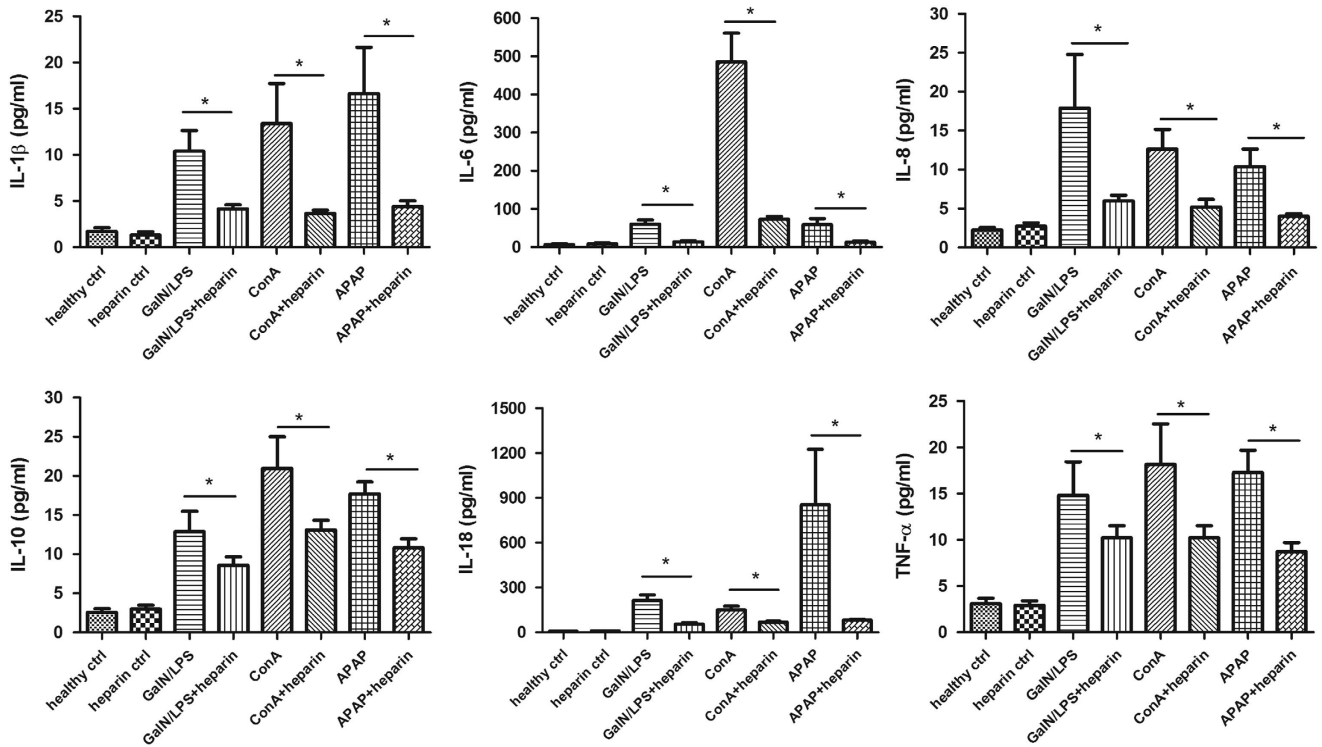 IL-1β (pg/ml)
25
20
15
10
5
0
*
*
*
healthy ctrl
heparin ctrl
GalN/LPS
GalN/LPS+heparin
ConA
ConA+heparin
APAP
APAP+heparin
IL-6 (pg/ml)
600
500
400
300
200
100
0
*
*
*
healthy ctrl
heparin ctrl
GalN/LPS
GalN/LPS+heparin
ConA
ConA+heparin
APAP
APAP+heparin
IL-8 (pg/ml)
30
25
20
15
10
5
0
*
*
*
healthy ctrl
heparin ctrl
GalN/LPS
GalN/LPS+heparin
ConA
ConA+heparin
APAP
APAP+heparin
IL-10 (pg/ml)
30
25
20
15
10
5
0
*
*
*
healthy ctrl
heparin ctrl
GalN/LPS
GalN/LPS+heparin
ConA
ConA+heparin
APAP
APAP+heparin
IL-18 (pg/ml)
1500
1200
900
600
300
0
*
*
*
healthy ctrl
heparin ctrl
GalN/LPS
GalN/LPS+heparin
ConA
ConA+heparin
APAP
APAP+heparin
TNF-α (pg/ml)
25
20
15
10
5
0
*
*
*
healthy ctrl
heparin ctrl
GalN/LPS
GalN/LPS+heparin
ConA
ConA+heparin
APAP
APAP+heparin